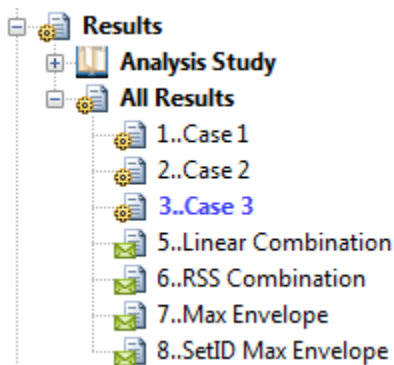 Results
Analysis Study
All Results
1..Case 1
2..Case 2
3..Case 3
5..Linear Combination
6..RSS Combination
7..Max Envelope
8..SetID Max Envelope